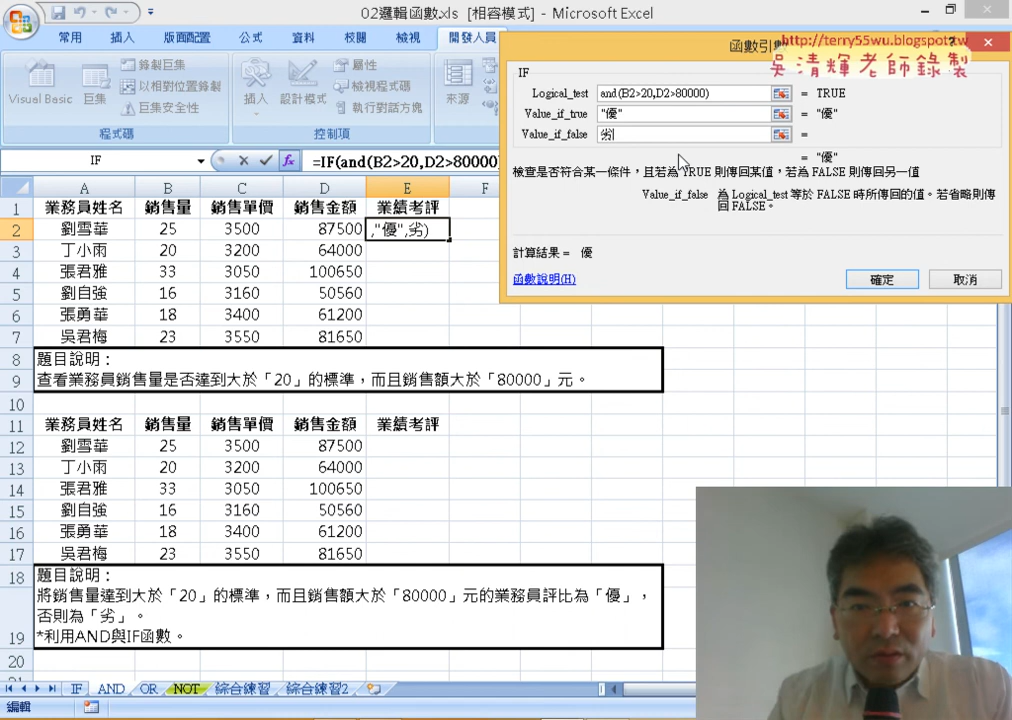 02邏輯函數.xls [相容模式] - Microsoft Excel
常用 插入 版面配置 公式 資料 校閱 檢視 開發人員
Visual Basic 巨集 錄製巨集 以相對位置錄製 巨集安全性
插入 設計模式 屬性 檢視程式碼 執行對話方塊 來源
程式碼 控制項
http://terry55wu.blogspot.tw
吳清輝老師錄製
函數引數
IF
Logical_test and(B2>20,D2>80000) = TRUE
Value_if_true "優" = "優"
Value_if_false 劣 =
= "優"
檢查是否符合某一條件，且若為 TRUE 則傳回某值，若為 FALSE 則傳回另一值
Value_if_false 為 Logical_test 等於 FALSE 時所傳回的值。若省略則傳
回 FALSE。
計算結果 = 優
函數說明(H) 確定 取消
IF =IF(and(B2>20,D2>80000)
A B C D E F
1 業務員姓名 銷售量 銷售單價 銷售金額 業績考評
2 劉雪華 25 3500 87500 ,"優",劣)
3 丁小雨 20 3200 64000
4 張君雅 33 3050 100650
5 劉自強 16 3160 50560
6 張勇華 18 3400 61200
7 吳君梅 23 3550 81650
8 題目說明：
9 查看業務員銷售量是否達到大於「20」的標準，而且銷售額大於「80000」元。
10
11 業務員姓名 銷售量 銷售單價 銷售金額 業績考評
12 劉雪華 25 3500 87500
13 丁小雨 20 3200 64000
14 張君雅 33 3050 100650
15 劉自強 16 3160 50560
16 張勇華 18 3400 61200
17 吳君梅 23 3550 81650
18 題目說明：
將銷售量達到大於「20」的標準，而且銷售額大於「80000」元的業務員評比為「優」，
否則為「劣」。
19 *利用AND與IF函數。
20
IF AND OR NOT 綜合練習 綜合練習2
編輯